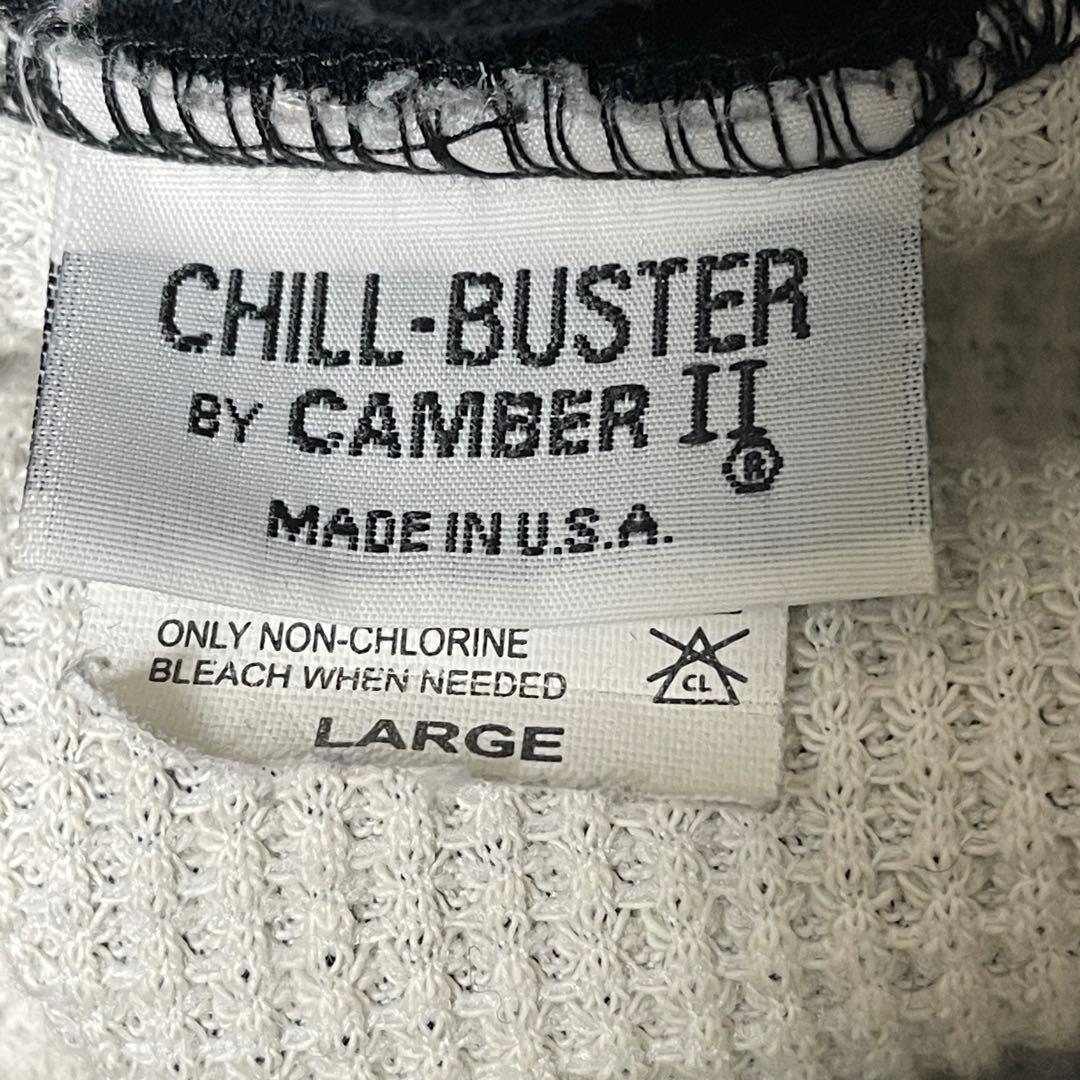 CHILL-BUSTER
BY CAMBER II
®
MADE IN U.S.A.
ONLY NON-CHLORINE
BLEACH WHEN NEEDED
CL
LARGE